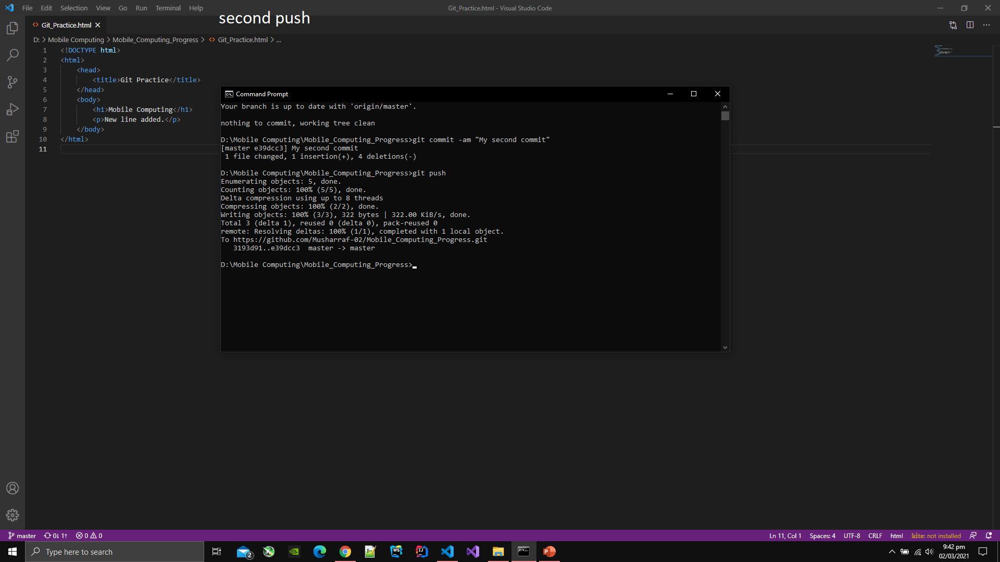 File Edit Selection View Go Run Terminal Help
Git_Practice.html - Visual Studio Code
second push
Git_Practice.html
D: > Mobile Computing > Mobile_Computing_Progress > <> Git_Practice.html > ...
1 <!DOCTYPE html>
2 <html>
3 <head>
4 <title>Git Practice</title>
5 </head>
6 <body>
7 <h1>Mobile Computing</h1>
8 <p>New line added.</p>
9 </body>
10 </html>
11
Command Prompt
Your branch is up to date with 'origin/master'.
nothing to commit, working tree clean
D:\Mobile Computing\Mobile_Computing_Progress>git commit -am "My second commit"
[master e39dcc3] My second commit
1 file changed, 1 insertion(+), 4 deletions(-)
D:\Mobile Computing\Mobile_Computing_Progress>git push
Enumerating objects: 5, done.
Counting objects: 100% (5/5), done.
Delta compression using up to 8 threads
Compressing objects: 100% (2/2), done.
Writing objects: 100% (3/3), 322 bytes | 322.00 KiB/s, done.
Total 3 (delta 1), reused 0 (delta 0), pack-reused 0
remote: Resolving deltas: 100% (1/1), completed with 1 local object.
To https://github.com/Musharraf-02/Mobile_Computing_Progress.git
3193d91..e39dcc3 master -> master
D:\Mobile Computing\Mobile_Computing_Progress>
master 0↓ 1↑ 0 0
Ln 11, Col 1 Spaces: 4 UTF-8 CRLF html kite: not installed
Type here to search
2
WS
IJ
9:42 pm
02/03/2021